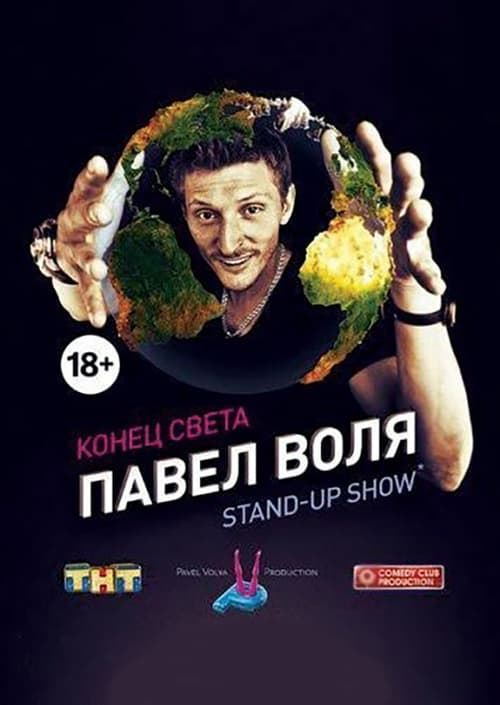 18+
КОНЕЦ СВЕТА
ПАВЕЛ ВОЛЯ
STAND-UP SHOW*
ТНТ
PAVEL VOLYA PRODUCTION
COMEDY CLUB
PRODUCTION